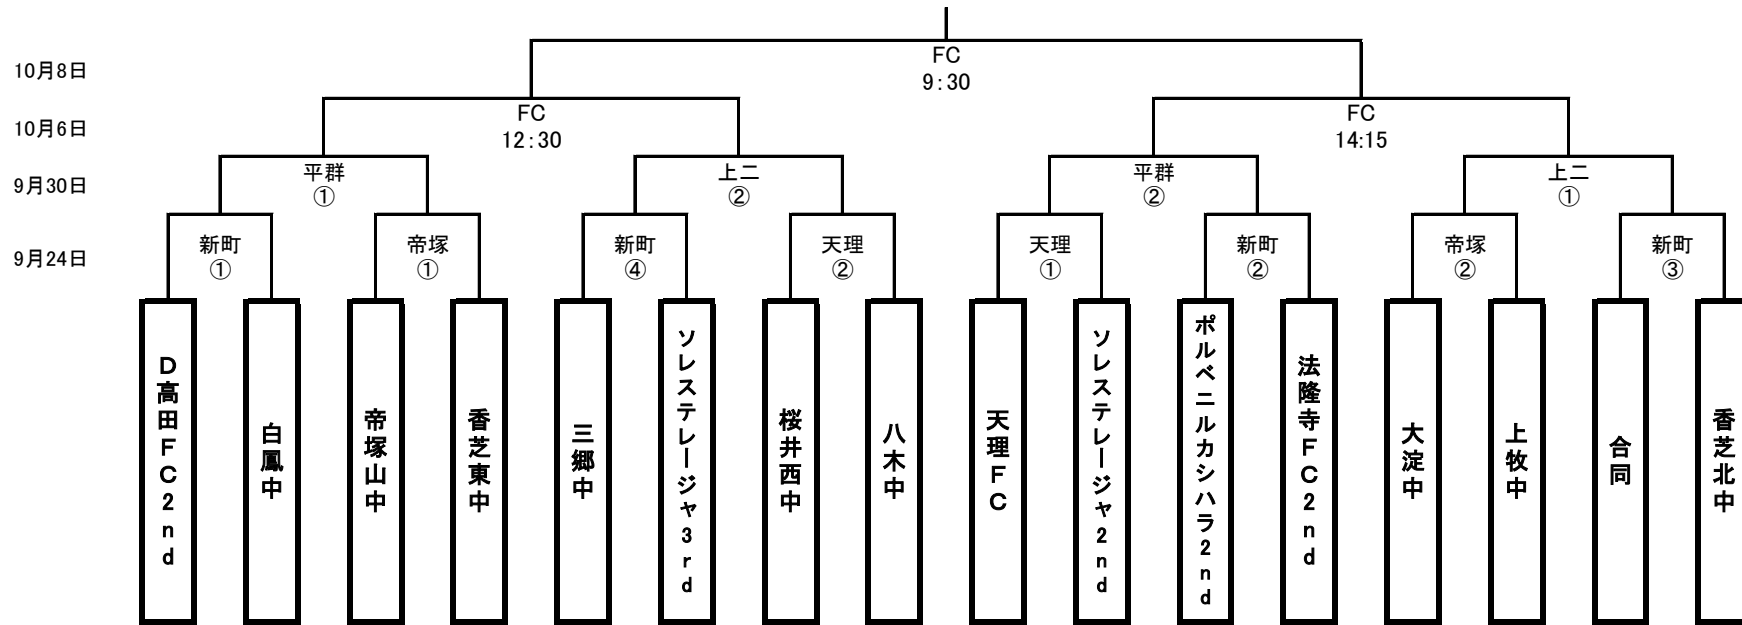 FC
9:30
10月8日
FC
12:30
FC
14:15
10月6日
平群
①
上二
②
平群
②
上二
①
9月30日
新町
①
帝塚
①
新町
④
天理
②
天理
①
新町
②
帝塚
②
新町
③
9月24日
D高田FC2nd
白鳳中
帝塚山中
香芝東中
三郷中
ソレステレージャ3rd
桜井西中
八木中
天理FC
ソレステレージャ2nd
ポルベニルカシハラ2nd
法隆寺FC2nd
大淀中
上牧中
合同
香芝北中